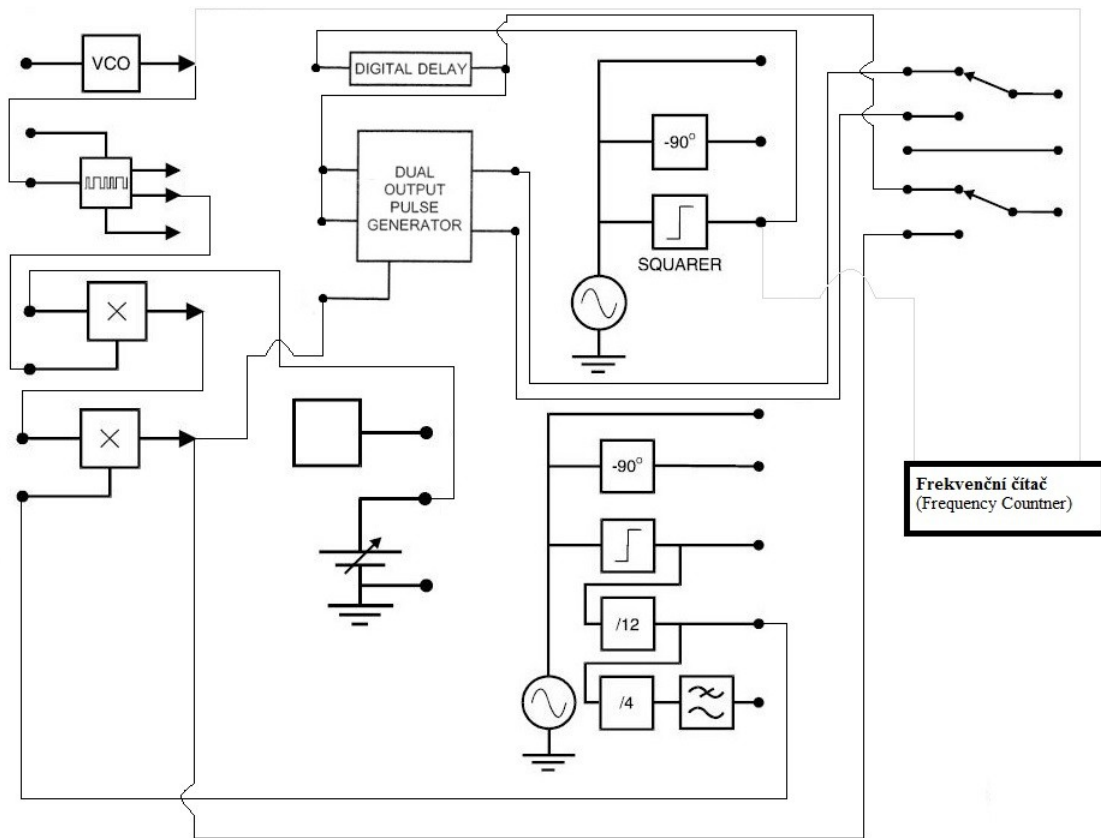 VCO
DIGITAL DELAY
DUAL
OUTPUT
PULSE
GENERATOR
-90°
SQUARER
-90°
Frekvenční čítač
(Frequency Countner)
/12
/4